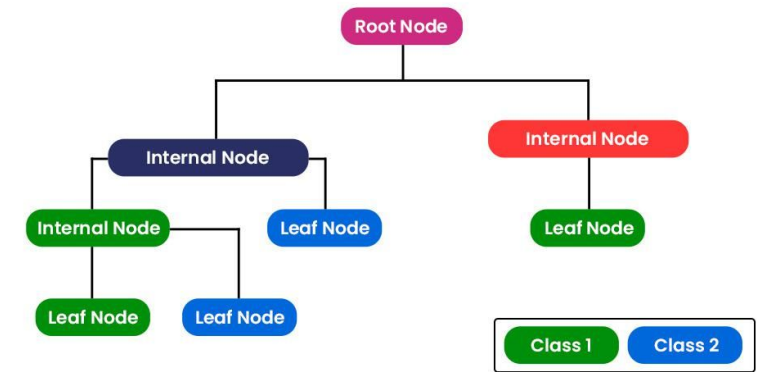 Root Node
Internal Node
Internal Node
Internal Node
Leaf Node
Leaf Node
Leaf Node
Leaf Node
Class 1
Class 2